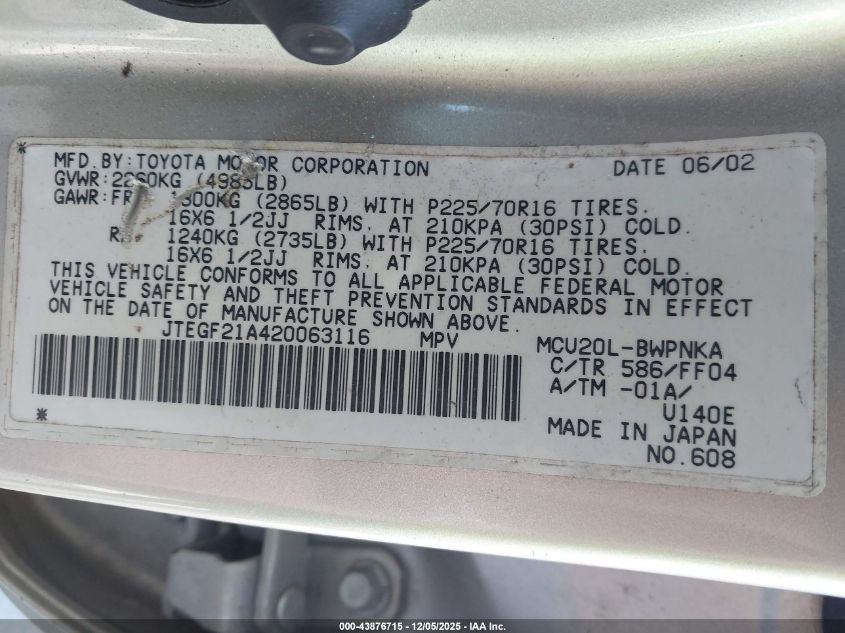 * MFD.BY:TOYOTA MOTOR CORPORATION DATE 06/02
GVWR:2260KG (4985LB)
GAWR:FR 1300KG (2865LB) WITH P225/70R16 TIRES.
16X6 1/2JJ RIMS. AT 210KPA (30PSI) COLD.
1240KG (2735LB) WITH P225/70R16 TIRES.
16X6 1/2JJ RIMS. AT 210KPA (30PSI) COLD.
THIS VEHICLE CONFORMS TO ALL APPLICABLE FEDERAL MOTOR
VEHICLE SAFETY AND THEFT PREVENTION STANDARDS IN EFFECT
ON THE DATE OF MANUFACTURE SHOWN ABOVE.
JTEGF21A420063116 MPV MCU20L-BWPNKA
C/TR 586/FF04
A/TM -01A/
U140E
* MADE IN JAPAN
NO.608
000-43876715 - 12/05/2025 - IAA Inc.